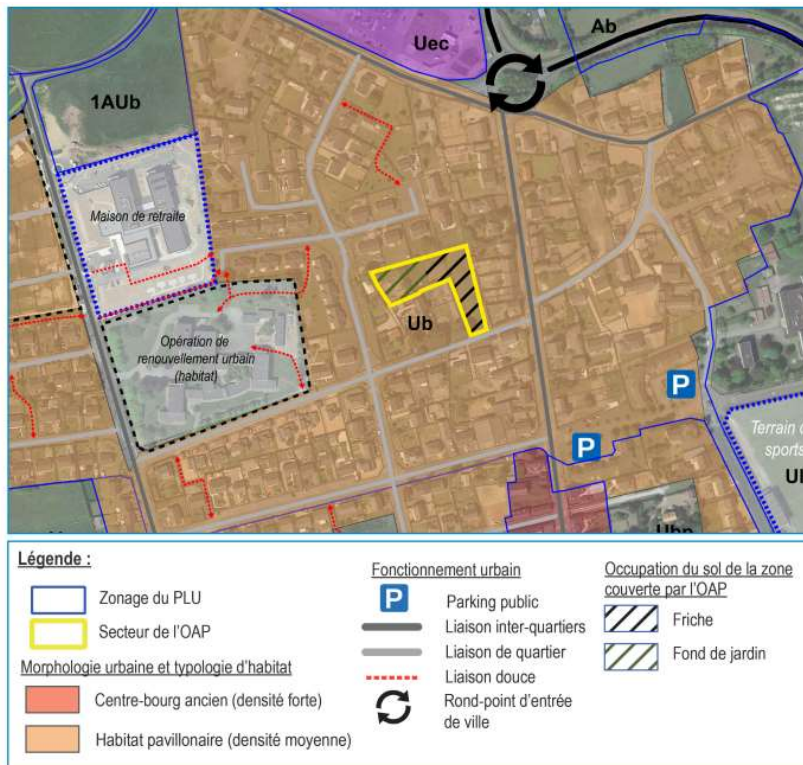 Uec
Ab
1AUb
Maison de retraite
Ub
Opération de
renouvellement urbain
(habitat)
P
P
Terrain d
sports
Légende :
Zonage du PLU
Secteur de l'OAP
Morphologie urbaine et typologie d'habitat
Centre-bourg ancien (densité forte)
Habitat pavillonaire (densité moyenne)
Fonctionnement urbain
P
Parking public
Liaison inter-quartiers
Liaison de quartier
Liaison douce
Rond-point d'entrée
de ville
Occupation du sol de la zone
couverte par l'OAP
Friche
Fond de jardin